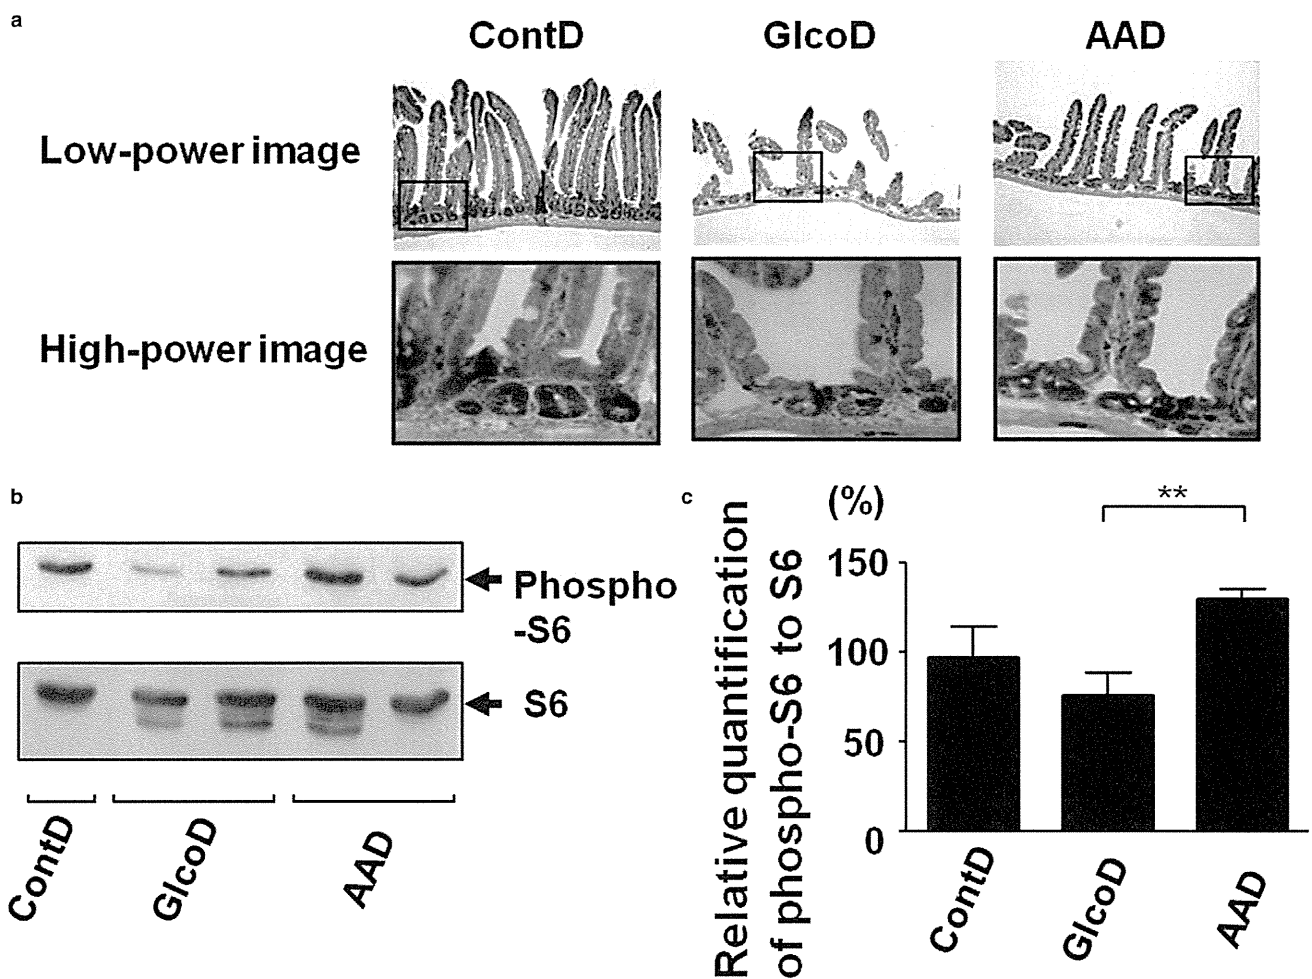 a
ContD GlcoD AAD
Low-power image
High-power image
b
Phospho
-S6
S6
ContD GlcoD AAD
c
(%)
**
Relative quantification
of phospho-S6 to S6
150
100
50
0
ContD GlcoD AAD